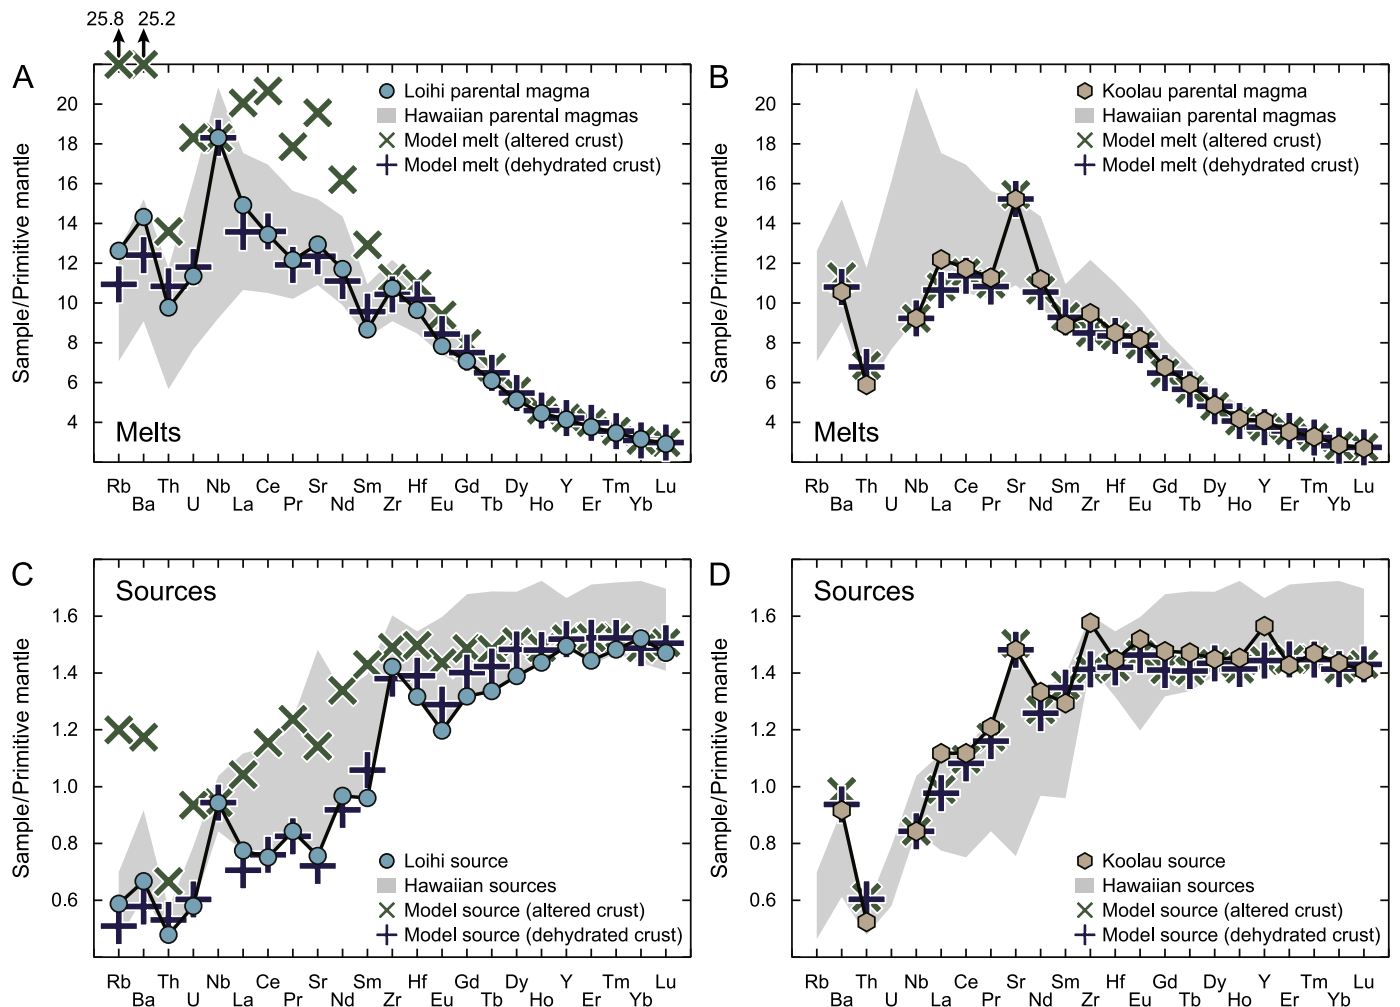 25.8 25.2
A
Sample/Primitive mantle
20
18
16
14
12
10
8
6
4
Loihi parental magma
Hawaiian parental magmas
Model melt (altered crust)
Model melt (dehydrated crust)
Melts
Rb Th Nb Ce Sr Sm Hf Gd Dy Y Tm Lu
Ba U La Pr Nd Zr Eu Tb Ho Er Yb
B
Sample/Primitive mantle
20
18
16
14
12
10
8
6
4
Koolau parental magma
Hawaiian parental magmas
Model melt (altered crust)
Model melt (dehydrated crust)
Melts
Rb Th Nb Ce Sr Sm Hf Gd Dy Y Tm Lu
Ba U La Pr Nd Zr Eu Tb Ho Er Yb
C
Sources
Sample/Primitive mantle
1.6
1.4
1.2
1.0
0.8
0.6
Loihi source
Hawaiian sources
Model source (altered crust)
Model source (dehydrated crust)
Rb Th Nb Ce Sr Sm Hf Gd Dy Y Tm Lu
Ba U La Pr Nd Zr Eu Tb Ho Er Yb
D
Sources
Sample/Primitive mantle
1.6
1.4
1.2
1.0
0.8
0.6
Koolau source
Hawaiian sources
Model source (altered crust)
Model source (dehydrated crust)
Rb Th Nb Ce Sr Sm Hf Gd Dy Y Tm Lu
Ba U La Pr Nd Zr Eu Tb Ho Er Yb